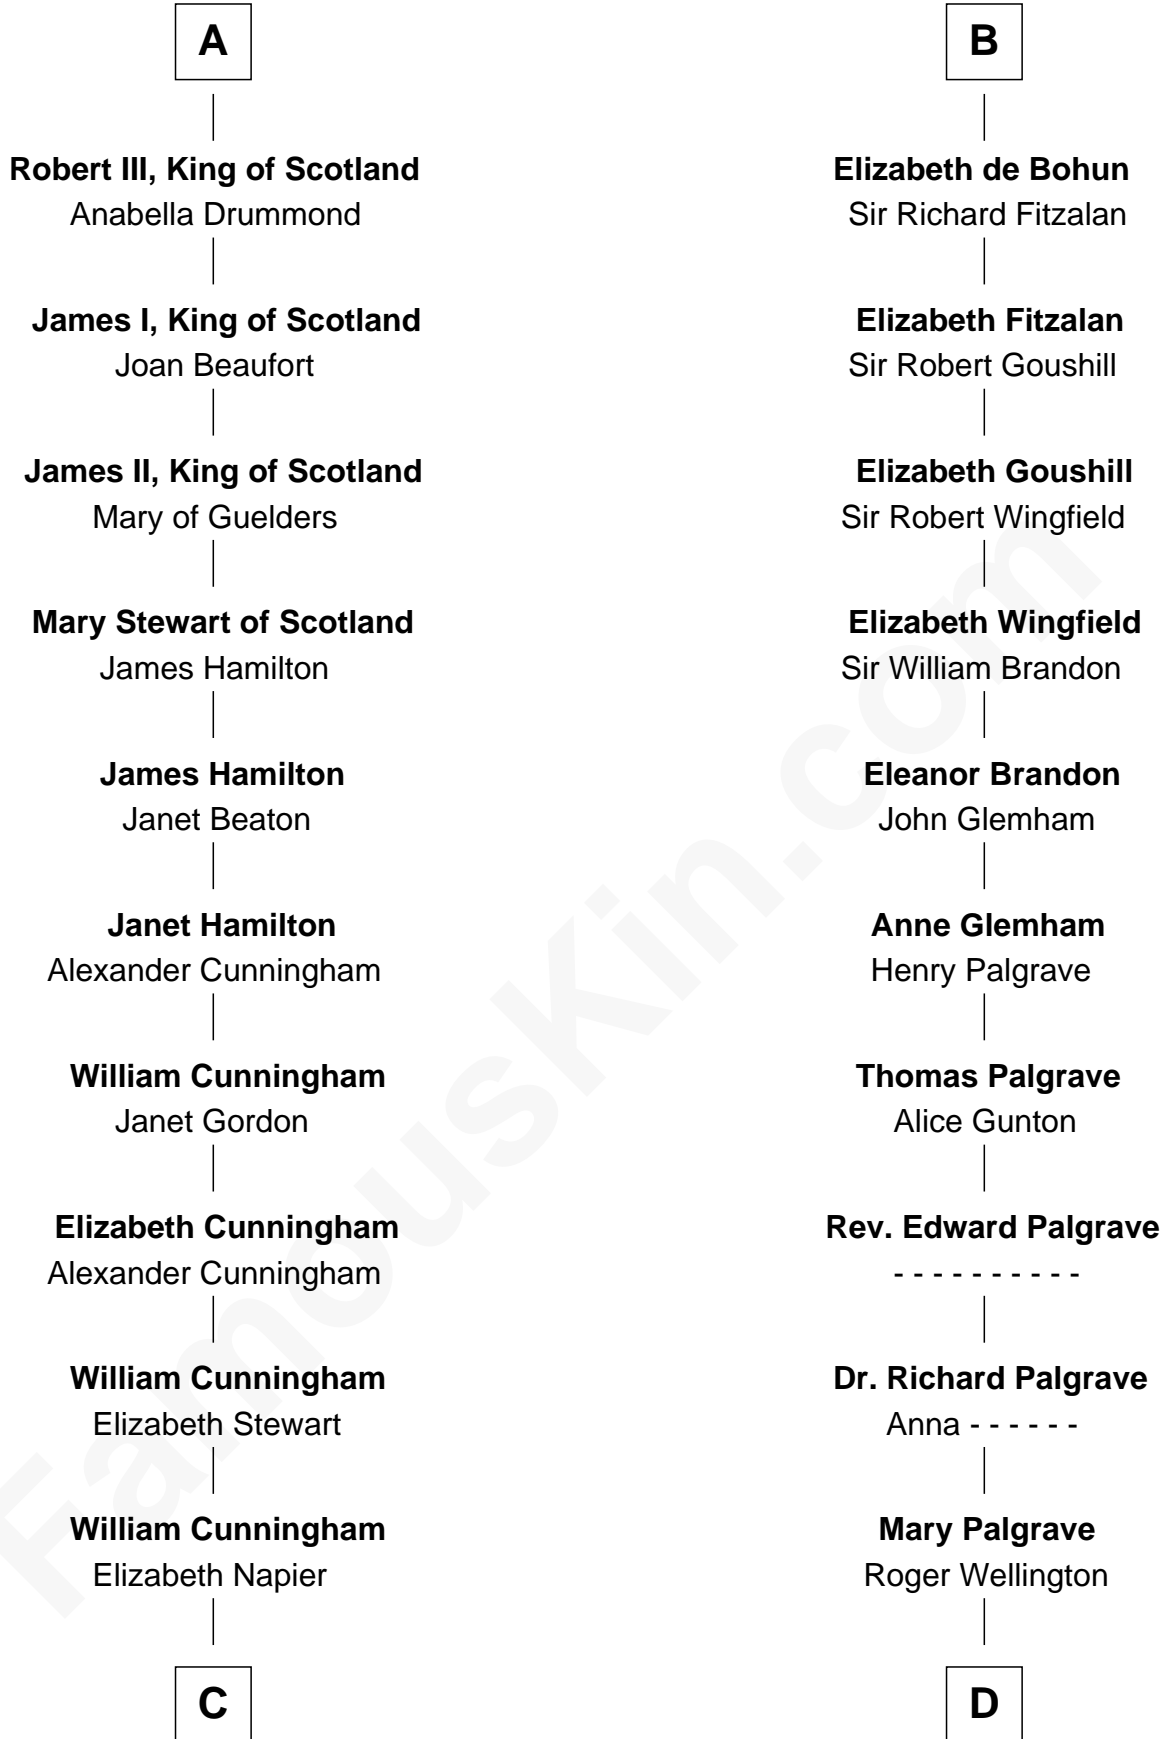 A
Robert III, King of Scotland
Anabella Drummond
James I, King of Scotland
Joan Beaufort
James II, King of Scotland
Mary of Guelders
Mary Stewart of Scotland
James Hamilton
James Hamilton
Janet Beaton
Janet Hamilton
Alexander Cunningham
William Cunningham
Janet Gordon
Elizabeth Cunningham
Alexander Cunningham
William Cunningham
Elizabeth Stewart
William Cunningham
Elizabeth Napier
C
B
Elizabeth de Bohun
Sir Richard Fitzalan
Elizabeth Fitzalan
Sir Robert Goushill
Elizabeth Goushill
Sir Robert Wingfield
Elizabeth Wingfield
Sir William Brandon
Eleanor Brandon
John Glemham
Anne Glemham
Henry Palgrave
Thomas Palgrave
Alice Gunton
Rev. Edward Palgrave
- - - - - - - - - -
Dr. Richard Palgrave
Anna - - - - - -
Mary Palgrave
Roger Wellington
D
FamousKin.com